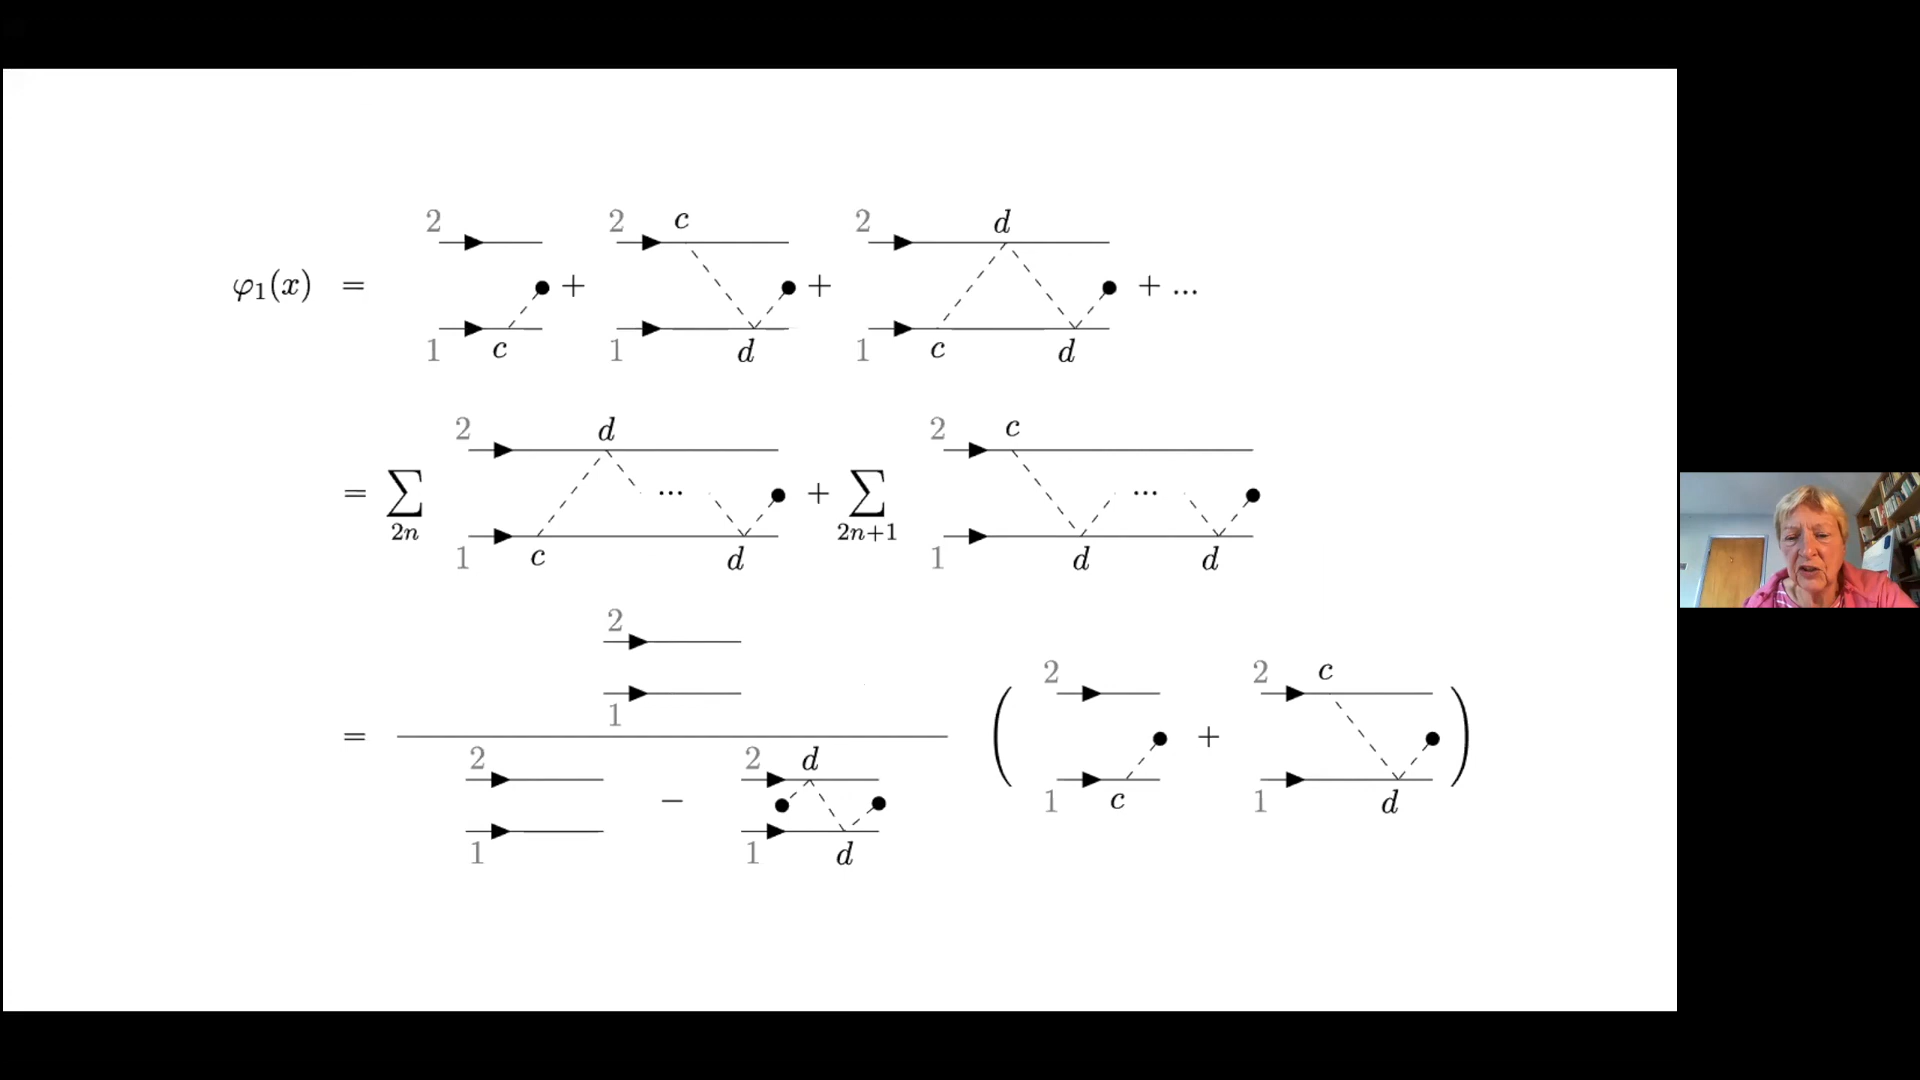 2 2 c 2 d
φ₁(x) = + + + ...
1 c 1 d 1 c d
2 d 2 c
= ∑ ... + ∑ ...
2n 2n+1
1 c d 1 d d
2
1
2 c
= ( + )
1 c 1 d
2 2 d
−
1 1 d